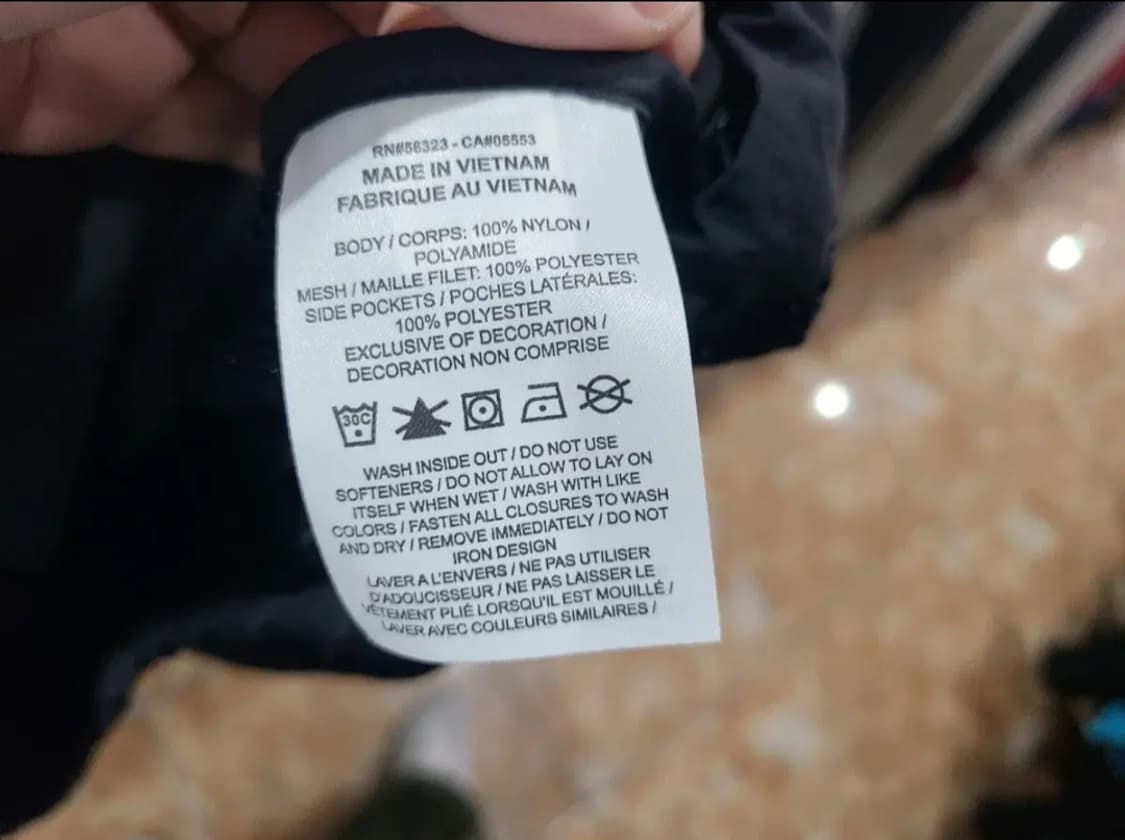 RN#56323 - CA#05553
MADE IN VIETNAM
FABRIQUE AU VIETNAM
BODY / CORPS: 100% NYLON /
POLYAMIDE
MESH / MAILLE FILET: 100% POLYESTER
SIDE POCKETS / POCHES LATÉRALES:
100% POLYESTER
EXCLUSIVE OF DECORATION /
DECORATION NON COMPRISE
30C
WASH INSIDE OUT / DO NOT USE
SOFTENERS / DO NOT ALLOW TO LAY ON
ITSELF WHEN WET / WASH WITH LIKE
COLORS / FASTEN ALL CLOSURES TO WASH
AND DRY / REMOVE IMMEDIATELY / DO NOT
IRON DESIGN
LAVER A L'ENVERS / NE PAS UTILISER
D'ADOUCISSEUR / NE PAS LAISSER LE
VÊTEMENT PLIÉ LORSQU'IL EST MOUILLÉ /
LAVER AVEC COULEURS SIMILAIRES /